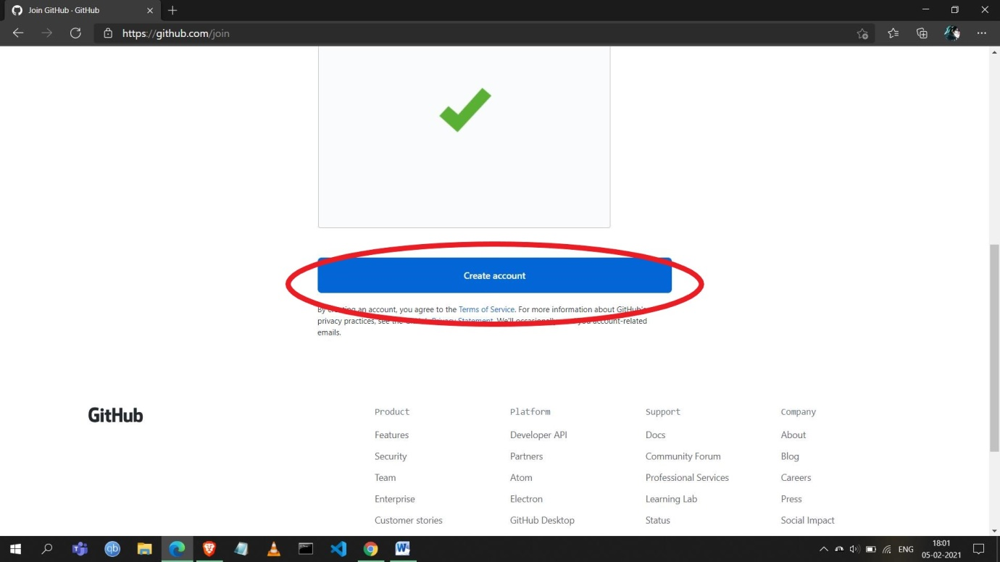 Join GitHub · GitHub
https://github.com/join
Create account
By creating an account, you agree to the Terms of Service. For more information about GitHub's
privacy practices, see the Privacy Statement. We'll occasionally you account-related
emails.
GitHub
Product
Features
Security
Team
Enterprise
Customer stories
Platform
Developer API
Partners
Atom
Electron
GitHub Desktop
Support
Docs
Community Forum
Professional Services
Learning Lab
Status
Company
About
Blog
Careers
Press
Social Impact
qb
ENG
18:01
05-02-2021